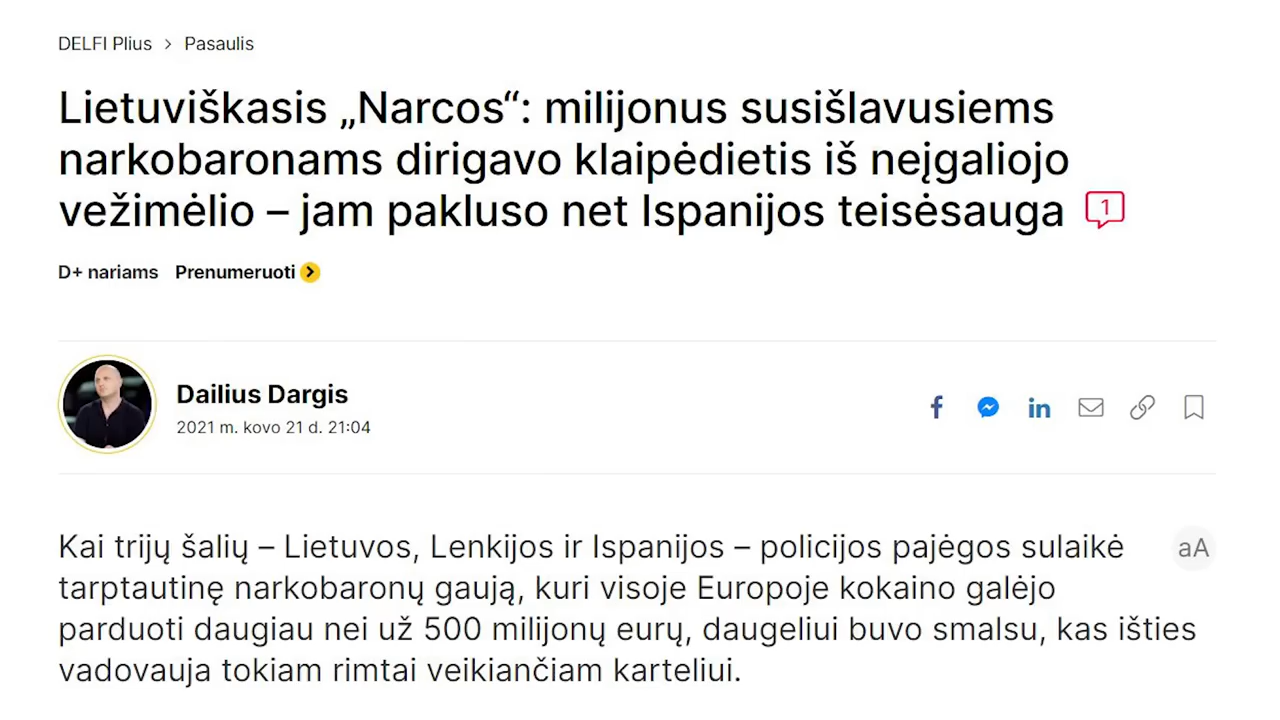 DELFI Plius > Pasaulis
Lietuviškasis „Narcos“: milijonus susišlavusiems
narkobaronams dirigavo klaipėdietis iš neįgaliojo
vežimėlio – jam pakluso net Ispanijos teisėsauga 1
D+ nariams Prenumeruoti
Dailius Dargis
2021 m. kovo 21 d. 21:04
Kai trijų šalių – Lietuvos, Lenkijos ir Ispanijos – policijos pajėgos sulaikė aA
tarptautinę narkobaronų gaują, kuri visoje Europoje kokaino galėjo
parduoti daugiau nei už 500 milijonų eurų, daugeliui buvo smalsu, kas išties
vadovauja tokiam rimtai veikiančiam karteliui.